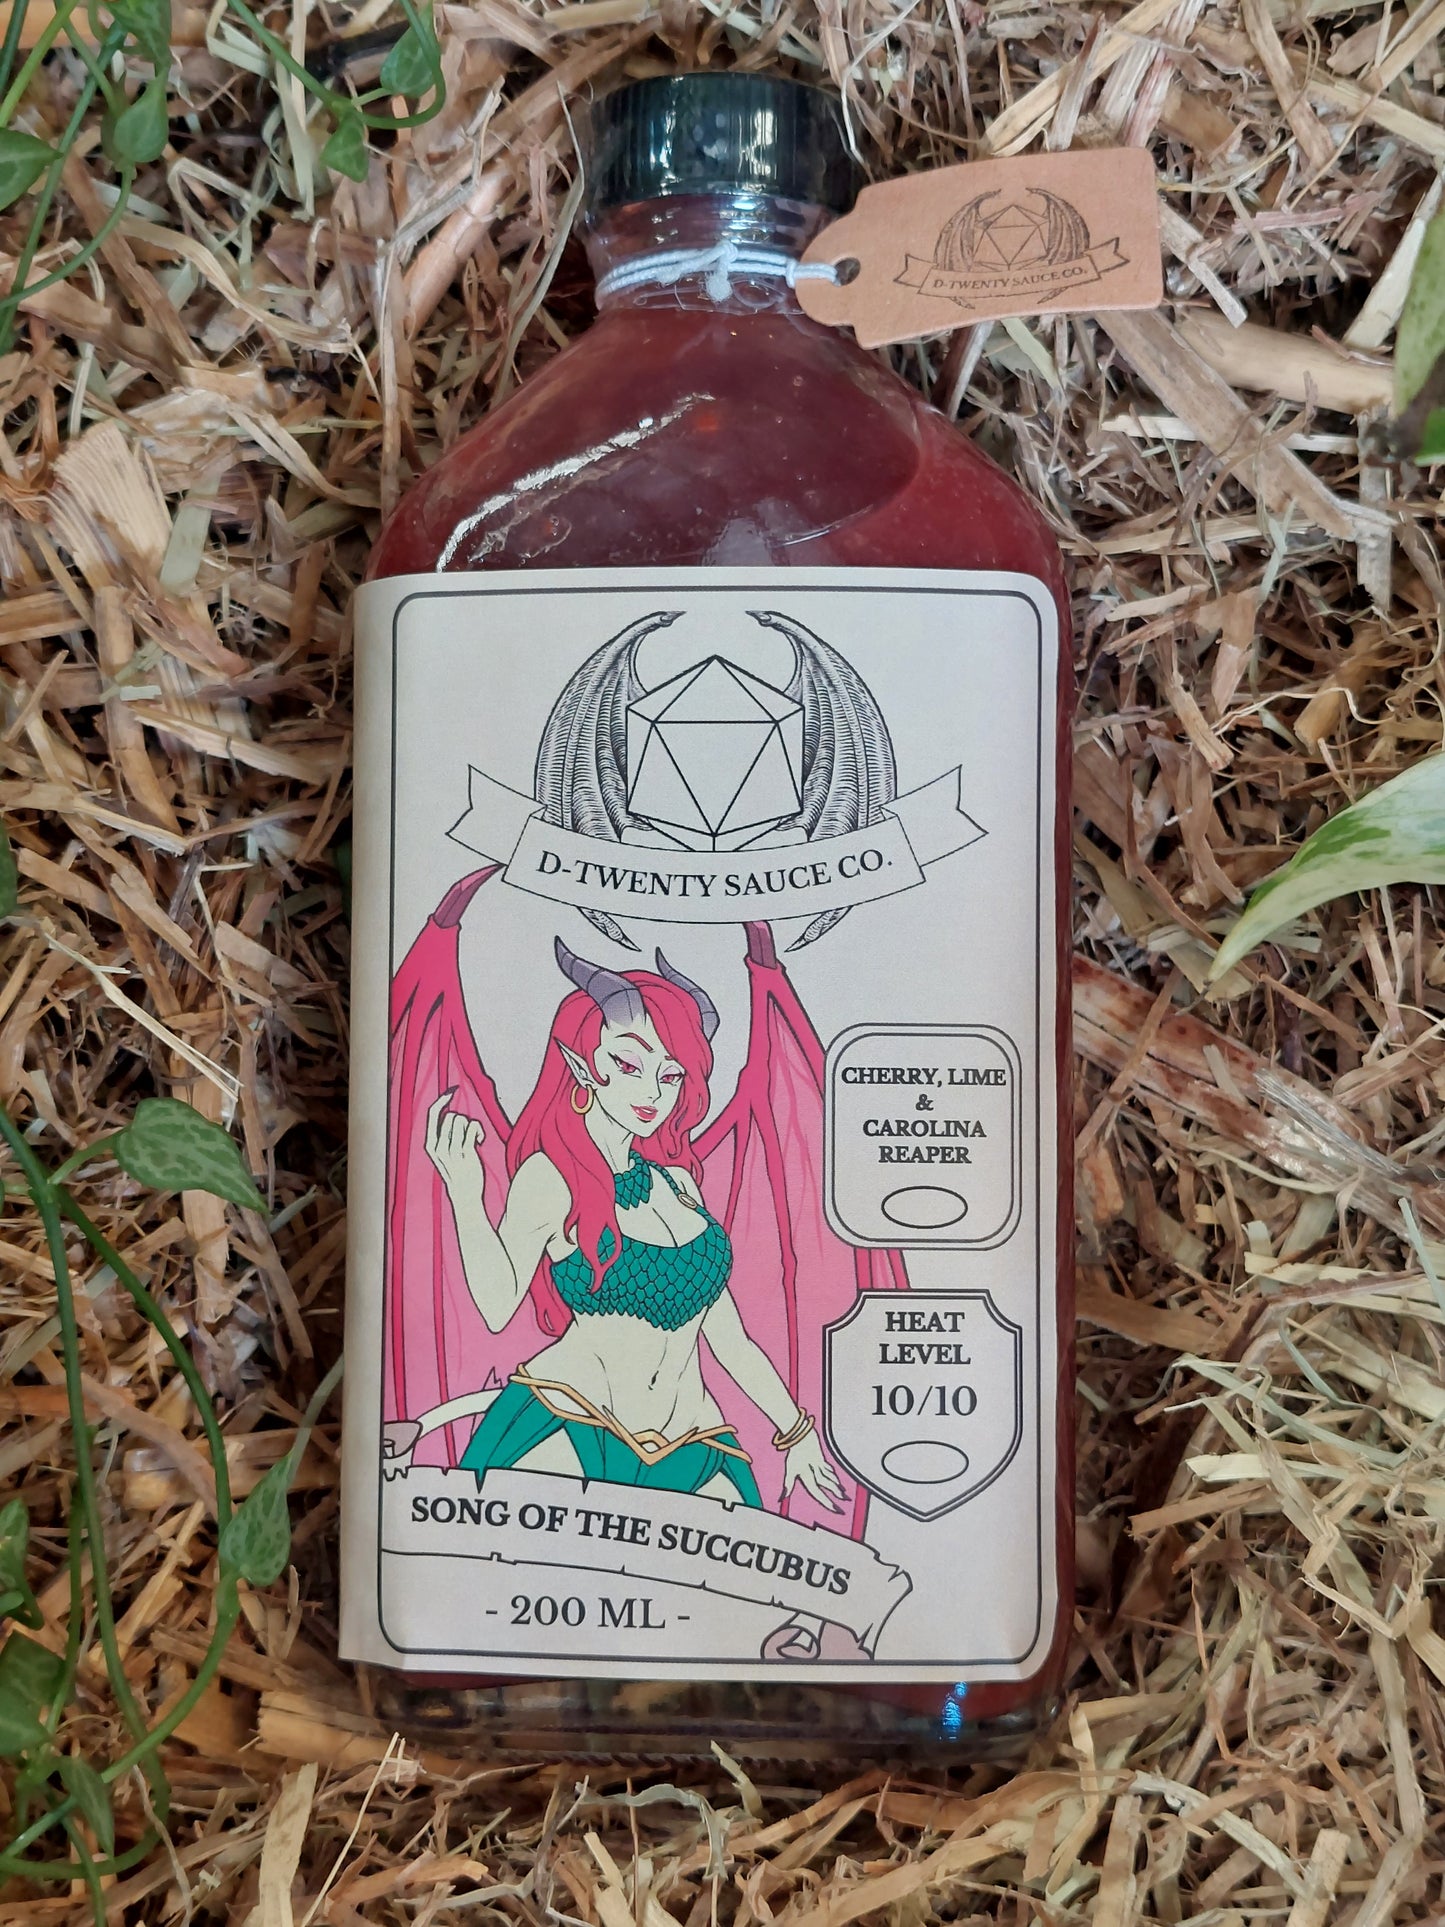 D-TWENTY SAUCE CO.
D-TWENTY SAUCE CO.
CHERRY, LIME
&
CAROLINA
REAPER
HEAT
LEVEL
10/10
SONG OF THE SUCCUBUS
- 200 ML -